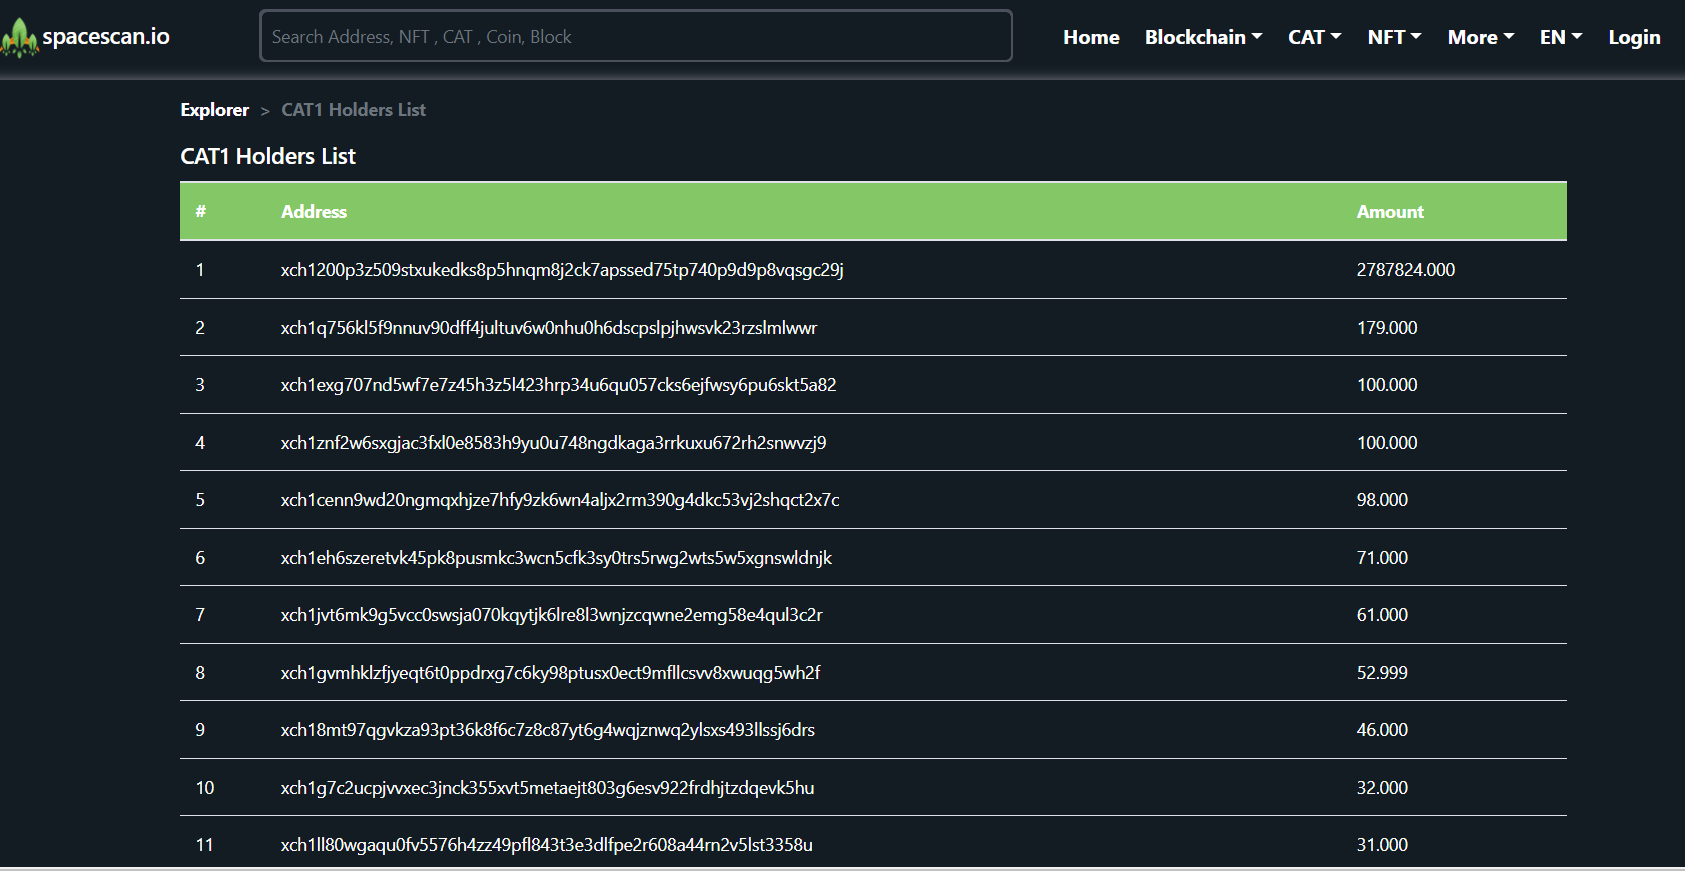 spacescan.io Search Address, NFT , CAT , Coin, Block Home Blockchain CAT NFT More EN Login
Explorer > CAT1 Holders List
CAT1 Holders List
# Address Amount
1 xch1200p3z509stxukedks8p5hnqm8j2ck7apssed75tp740p9d9p8vqsgc29j 2787824.000
2 xch1q756kl5f9nnuv90dff4jultuv6w0nhu0h6dscpslpjhwsvk23rzslmlwwr 179.000
3 xch1exg707nd5wf7e7z45h3z5l423hrp34u6qu057cks6ejfwsy6pu6skt5a82 100.000
4 xch1znf2w6sxgjac3fxl0e8583h9yu0u748ngdkaga3rrkuxu672rh2snwvzj9 100.000
5 xch1cenn9wd20ngmqxhjze7hfy9zk6wn4aljx2rm390g4dkc53vj2shqct2x7c 98.000
6 xch1eh6szeretvk45pk8pusmkc3wcn5cfk3sy0trs5rwg2wts5w5xgnswldnjk 71.000
7 xch1jvt6mk9g5vcc0swsja070kqytjk6lre8l3wnjzcqwne2emg58e4qul3c2r 61.000
8 xch1gvmhklzfjyeqt6t0ppdrxg7c6ky98ptusx0ect9mfllcsvv8xwuqg5wh2f 52.999
9 xch18mt97qgvkza93pt36k8f6c7z8c87yt6g4wqjznwq2ylsxs493llssj6drs 46.000
10 xch1g7c2ucpjvvxec3jnck355xvt5metaejt803g6esv922frdhjtzdqevk5hu 32.000
11 xch1ll80wgaqu0fv5576h4zz49pfl843t3e3dlfpe2r608a44rn2v5lst3358u 31.000